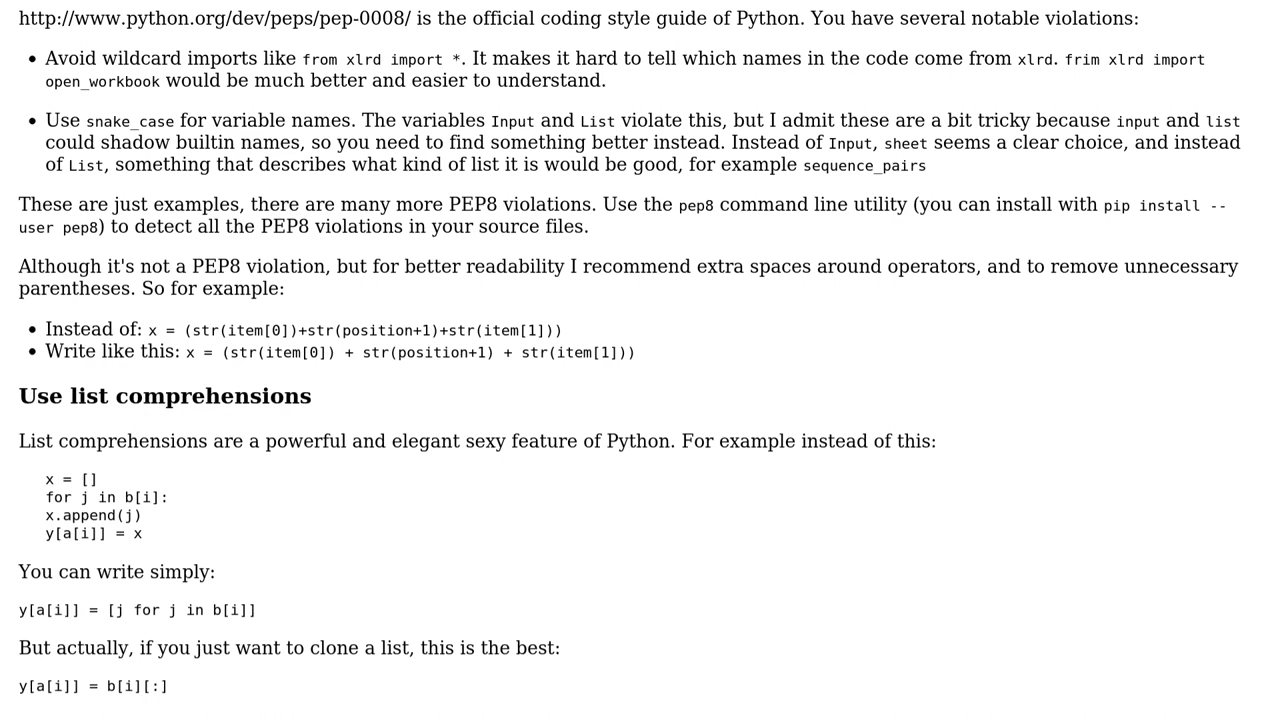 http://www.python.org/dev/peps/pep-0008/ is the official coding style guide of Python. You have several notable violations:
• Avoid wildcard imports like from xlrd import *. It makes it hard to tell which names in the code come from xlrd. frim xlrd import
open_workbook would be much better and easier to understand.
• Use snake_case for variable names. The variables Input and List violate this, but I admit these are a bit tricky because input and list
could shadow builtin names, so you need to find something better instead. Instead of Input, sheet seems a clear choice, and instead
of List, something that describes what kind of list it is would be good, for example sequence_pairs
These are just examples, there are many more PEP8 violations. Use the pep8 command line utility (you can install with pip install --
user pep8) to detect all the PEP8 violations in your source files.
Although it's not a PEP8 violation, but for better readability I recommend extra spaces around operators, and to remove unnecessary
parentheses. So for example:
• Instead of: x = (str(item[0])+str(position+1)+str(item[1]))
• Write like this: x = (str(item[0]) + str(position+1) + str(item[1]))
Use list comprehensions
List comprehensions are a powerful and elegant sexy feature of Python. For example instead of this:
x = []
for j in b[i]:
x.append(j)
y[a[i]] = x
You can write simply:
y[a[i]] = [j for j in b[i]]
But actually, if you just want to clone a list, this is the best:
y[a[i]] = b[i][:]